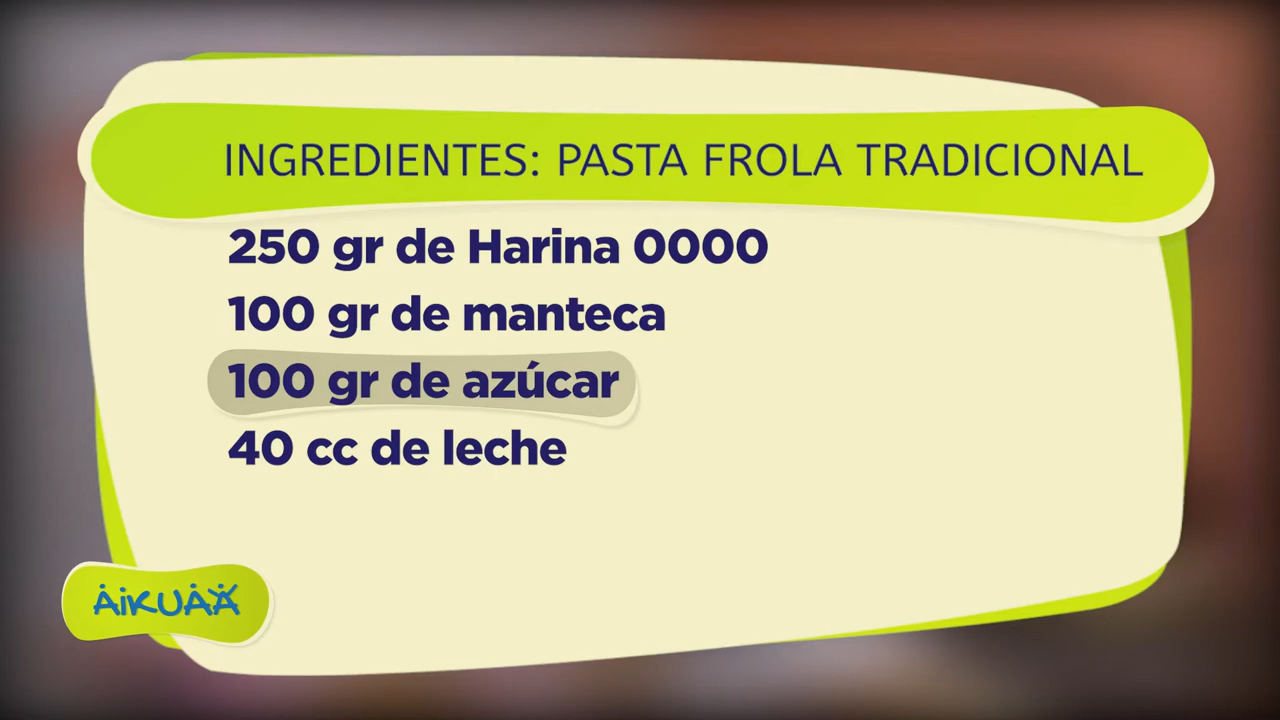 INGREDIENTES: PASTA FROLA TRADICIONAL
250 gr de Harina 0000
100 gr de manteca
100 gr de azúcar
40 cc de leche
AIKUAA